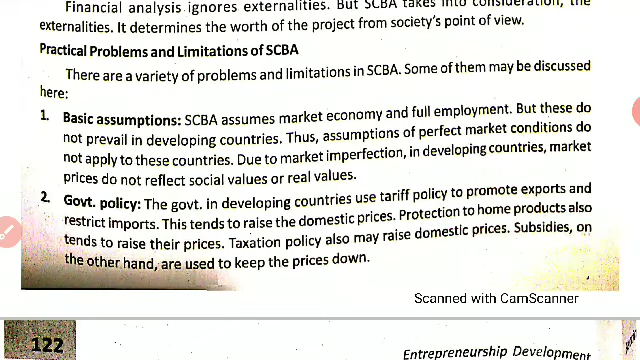 Financial analysis ignores externalities. But SCBA takes into consideration, the
externalities. It determines the worth of the project from society's point of view.
Practical Problems and Limitations of SCBA
There are a variety of problems and limitations in SCBA. Some of them may be discussed
here:
1. Basic assumptions: SCBA assumes market economy and full employment. But these do
not prevail in developing countries. Thus, assumptions of perfect market conditions do
not apply to these countries. Due to market imperfection, in developing countries, market
prices do not reflect social values or real values.
2. Govt. policy: The govt. in developing countries use tariff policy to promote exports and
restrict imports. This tends to raise the domestic prices. Protection to home products also
tends to raise their prices. Taxation policy also may raise domestic prices. Subsidies, on
the other hand, are used to keep the prices down.
Scanned with CamScanner
122
Entrepreneurship Development